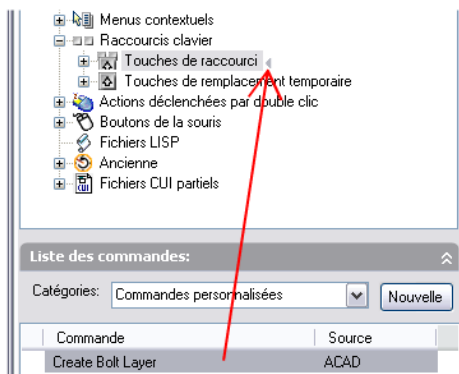 Menus contextuels
Raccourcis clavier
Touches de raccourci
Touches de remplacement temporaire
Actions déclenchées par double clic
Boutons de la souris
Fichiers LISP
Ancienne
Fichiers CUI partiels
Liste des commandes:
Catégories: Commandes personnalisées Nouvelle
Commande Source
Create Bolt Layer ACAD